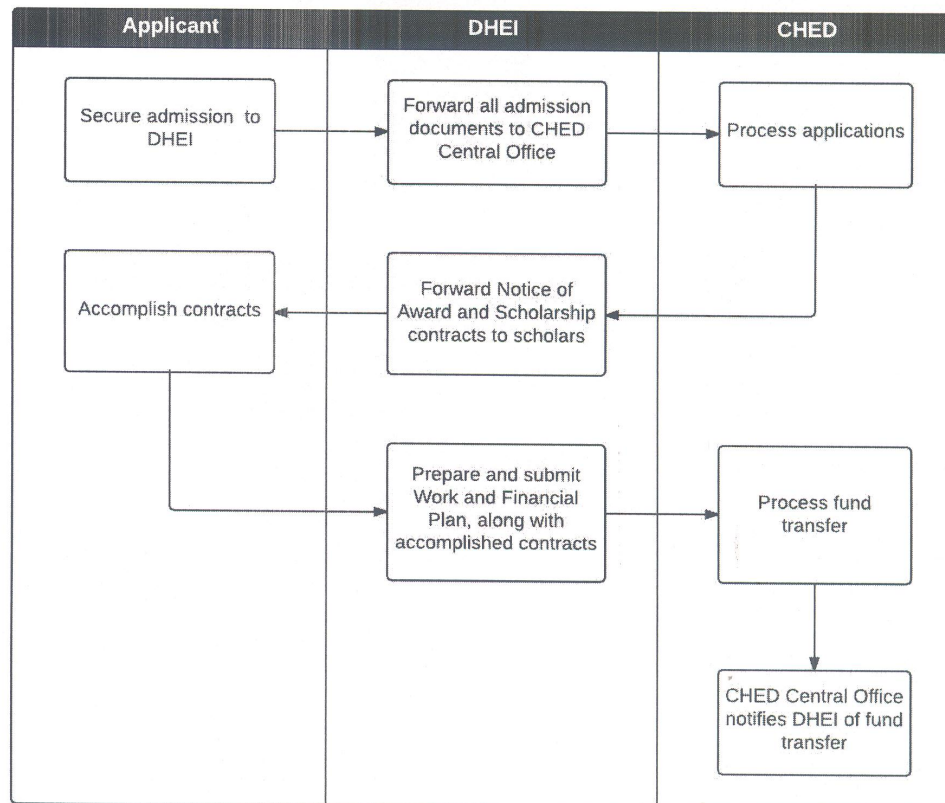 Applicant
DHEI
CHED
Secure admission to
DHEI
Forward all admission
documents to CHED
Central Office
Process applications
Accomplish contracts
Forward Notice of
Award and Scholarship
contracts to scholars
Prepare and submit
Work and Financial
Plan, along with
accomplished contracts
Process fund
transfer
CHED Central Office
notifies DHEI of fund
transfer